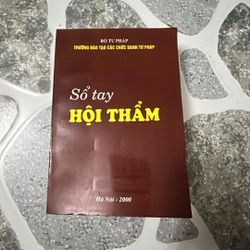 BỘ TƯ PHÁP
TRƯỜNG ĐÀO TẠO CÁC CHỨC DANH TƯ PHÁP
Sổ tay
HỘI THẨM
Hà Nội - 2000